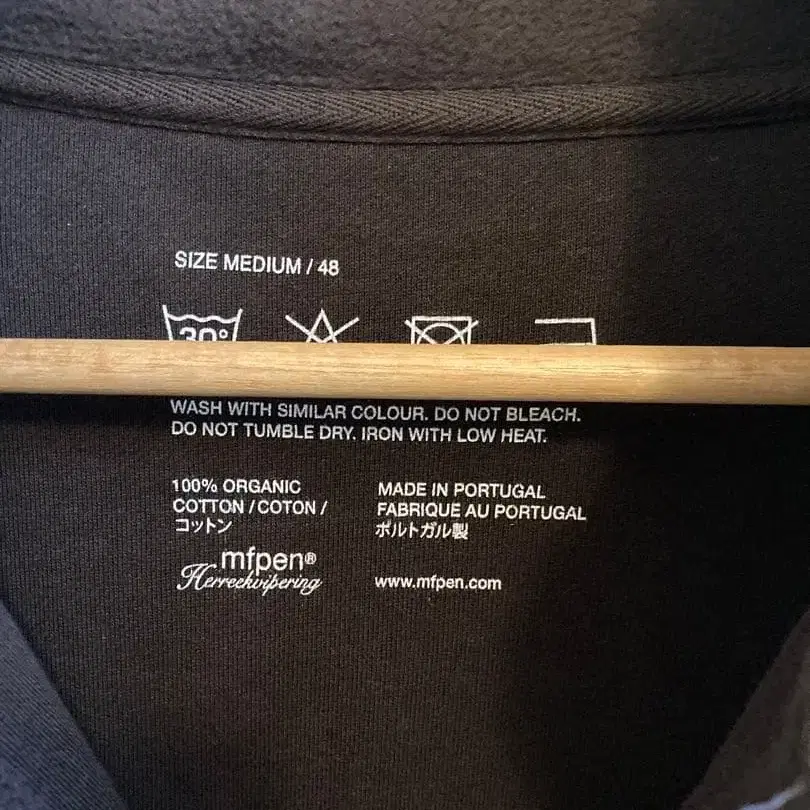 SIZE MEDIUM / 48
30°
WASH WITH SIMILAR COLOUR. DO NOT BLEACH.
DO NOT TUMBLE DRY. IRON WITH LOW HEAT.
100% ORGANIC
COTTON / COTON /
コットン
MADE IN PORTUGAL
FABRIQUE AU PORTUGAL
ポルトガル製
mfpen®
Herreekvipering
www.mfpen.com